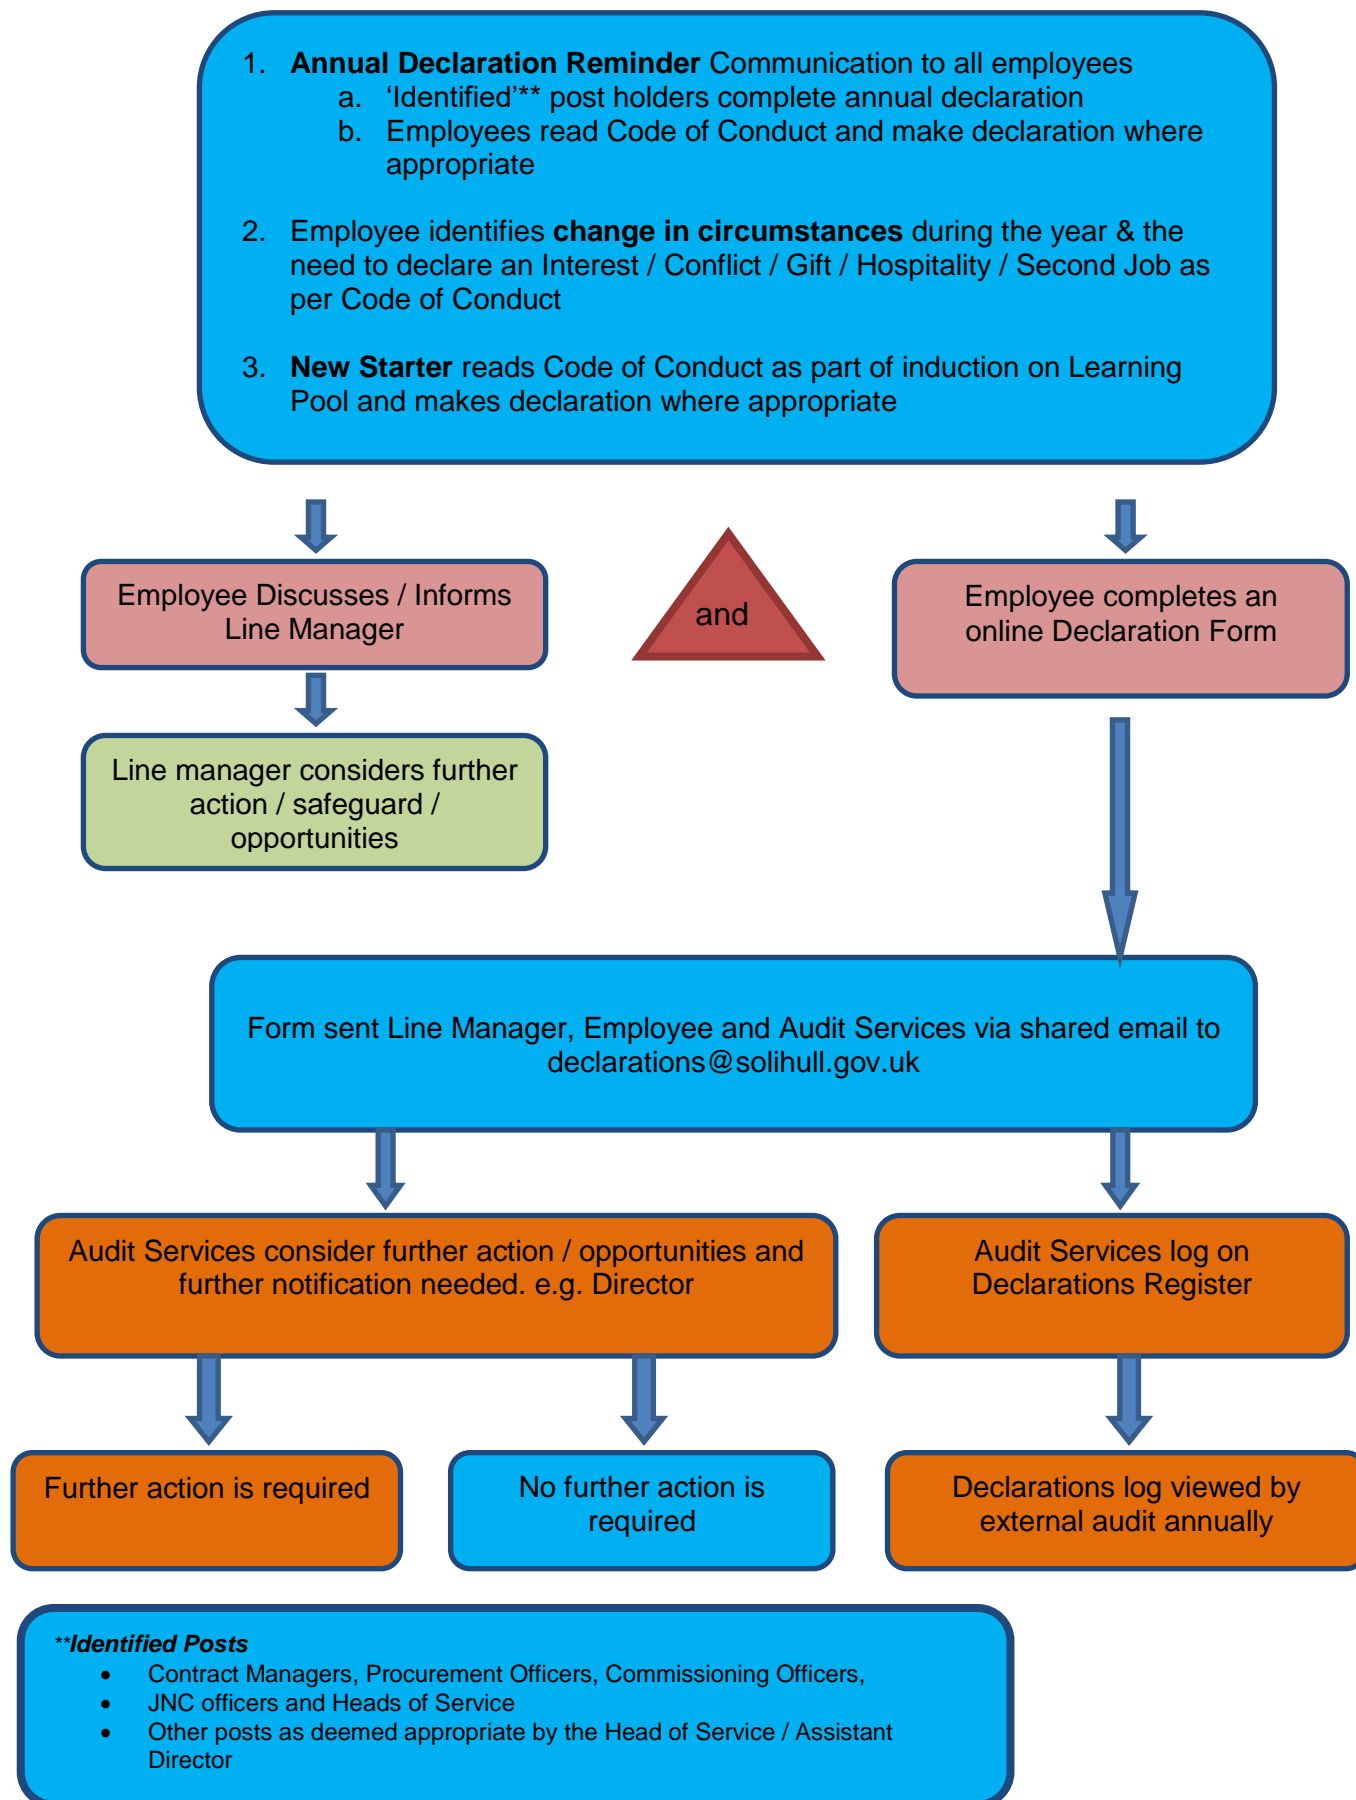 1. Annual Declaration Reminder Communication to all employees
a. ‘Identified’** post holders complete annual declaration
b. Employees read Code of Conduct and make declaration where
appropriate
2. Employee identifies change in circumstances during the year & the
need to declare an Interest / Conflict / Gift / Hospitality / Second Job as
per Code of Conduct
3. New Starter reads Code of Conduct as part of induction on Learning
Pool and makes declaration where appropriate
Employee Discusses / Informs
Line Manager
and
Employee completes an
online Declaration Form
Line manager considers further
action / safeguard /
opportunities
Form sent Line Manager, Employee and Audit Services via shared email to
declarations@solihull.gov.uk
Audit Services consider further action / opportunities and
further notification needed. e.g. Director
Audit Services log on
Declarations Register
Further action is required
No further action is
required
Declarations log viewed by
external audit annually
**Identified Posts
• Contract Managers, Procurement Officers, Commissioning Officers,
• JNC officers and Heads of Service
• Other posts as deemed appropriate by the Head of Service / Assistant
Director